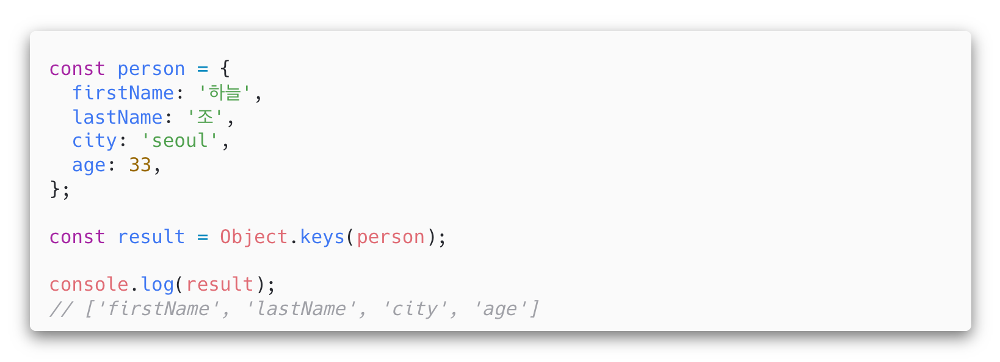 const person = {
  firstName: '하늘',
  lastName: '조',
  city: 'seoul',
  age: 33,
};
const result = Object.keys(person);
console.log(result);
// ['firstName', 'lastName', 'city', 'age']